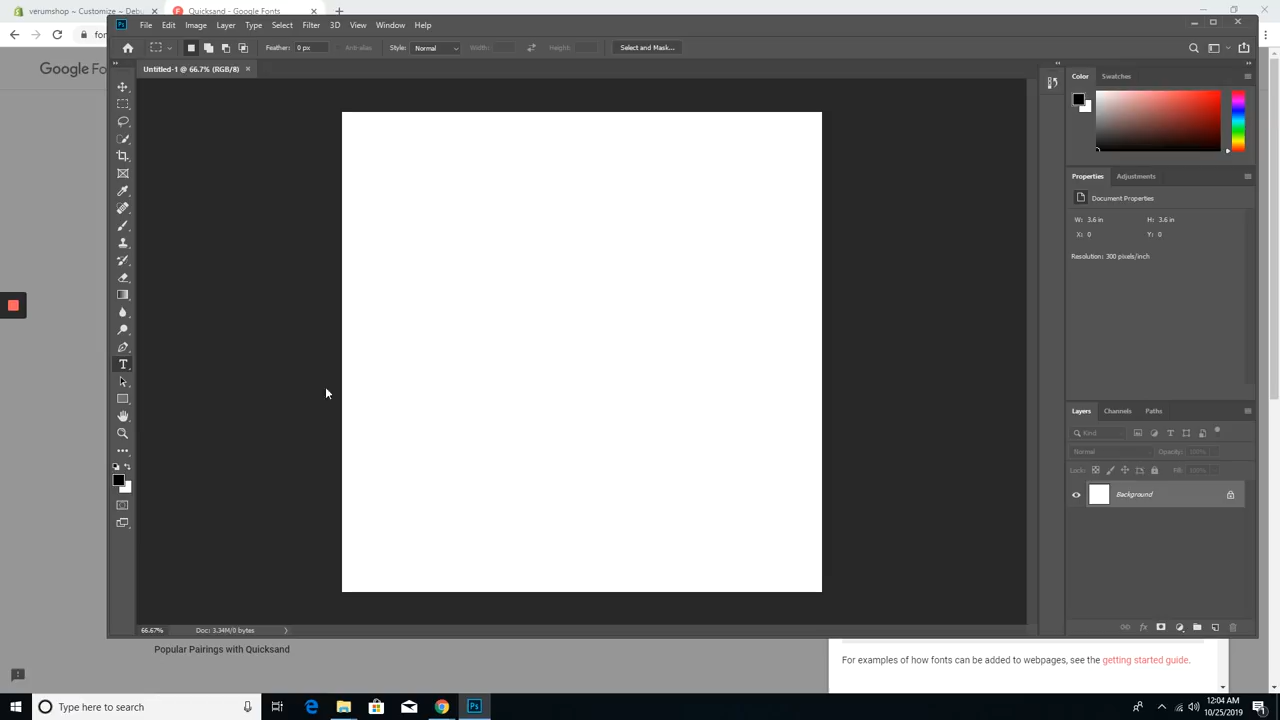 verumshop ~ Customize ~ Deb
Quicksand - Google Fonts
Ps File Edit Image Layer Type Select Filter 3D View Window Help
Feather: 0 px Anti-alias Style: Normal Width: Height: Select and Mask...
Google Fo
Untitled-1 @ 66.7% (RGB/8)
Color Swatches
Properties Adjustments
Document Properties
W: 3.6 in H: 3.6 in
X: 0 Y: 0
Resolution: 300 pixels/inch
T
Layers Channels Paths
Kind
Normal Opacity: 100%
Lock: Fill: 100%
Background
66.67% Doc: 3.34M/0 bytes
Popular Pairings with Quicksand
For examples of how fonts can be added to webpages, see the getting started guide.
Type here to search
Ps
12:04 AM
10/25/2019